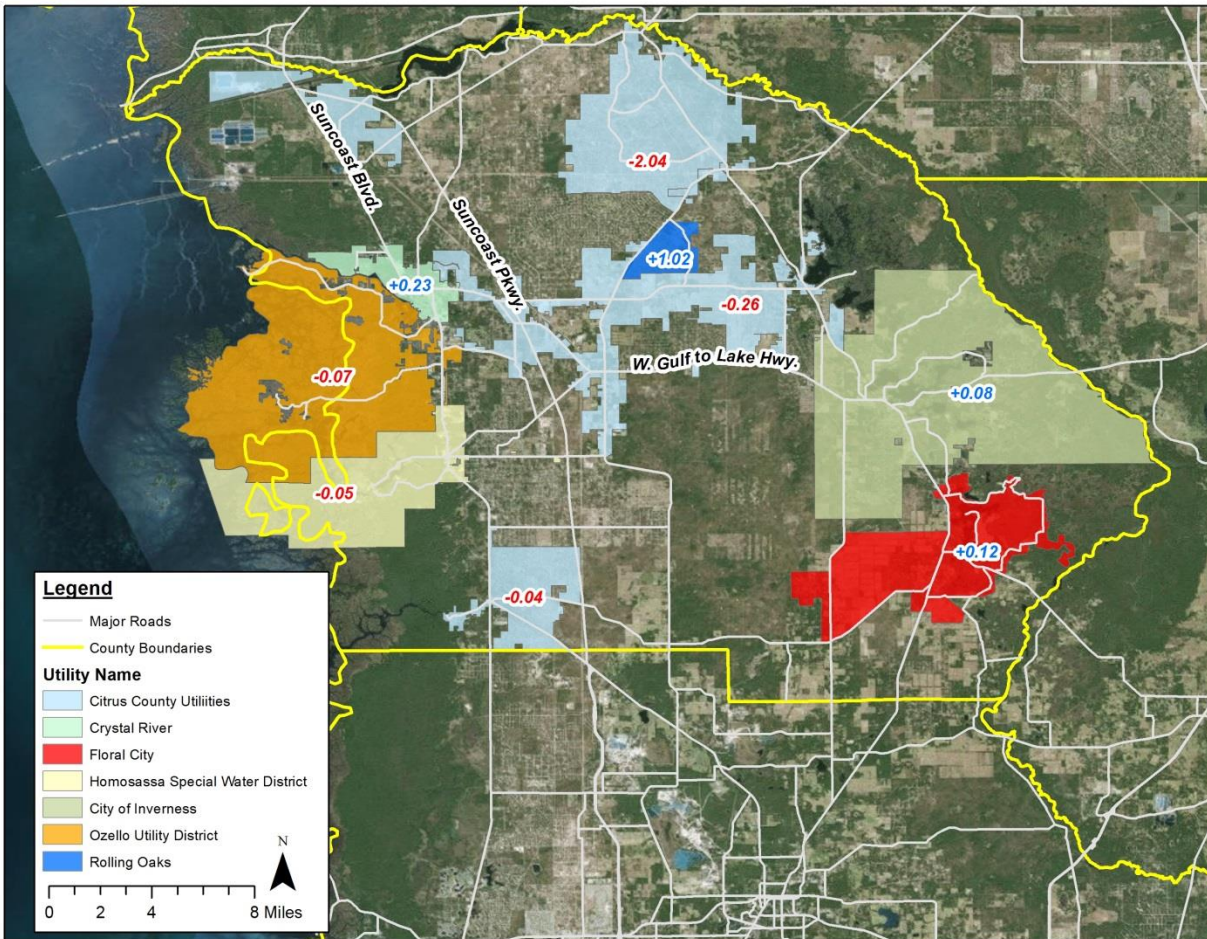 Suncoast Blvd.
Suncoast Pkwy.
-2.04
+1.02
+0.23
-0.26
W. Gulf to Lake Hwy.
-0.07
+0.08
-0.05
+0.12
-0.04
Legend
Major Roads
County Boundaries
Utility Name
Citrus County Utiliities
Crystal River
Floral City
Homosassa Special Water District
City of Inverness
Ozello Utility District
Rolling Oaks
N
0 2 4 8 Miles